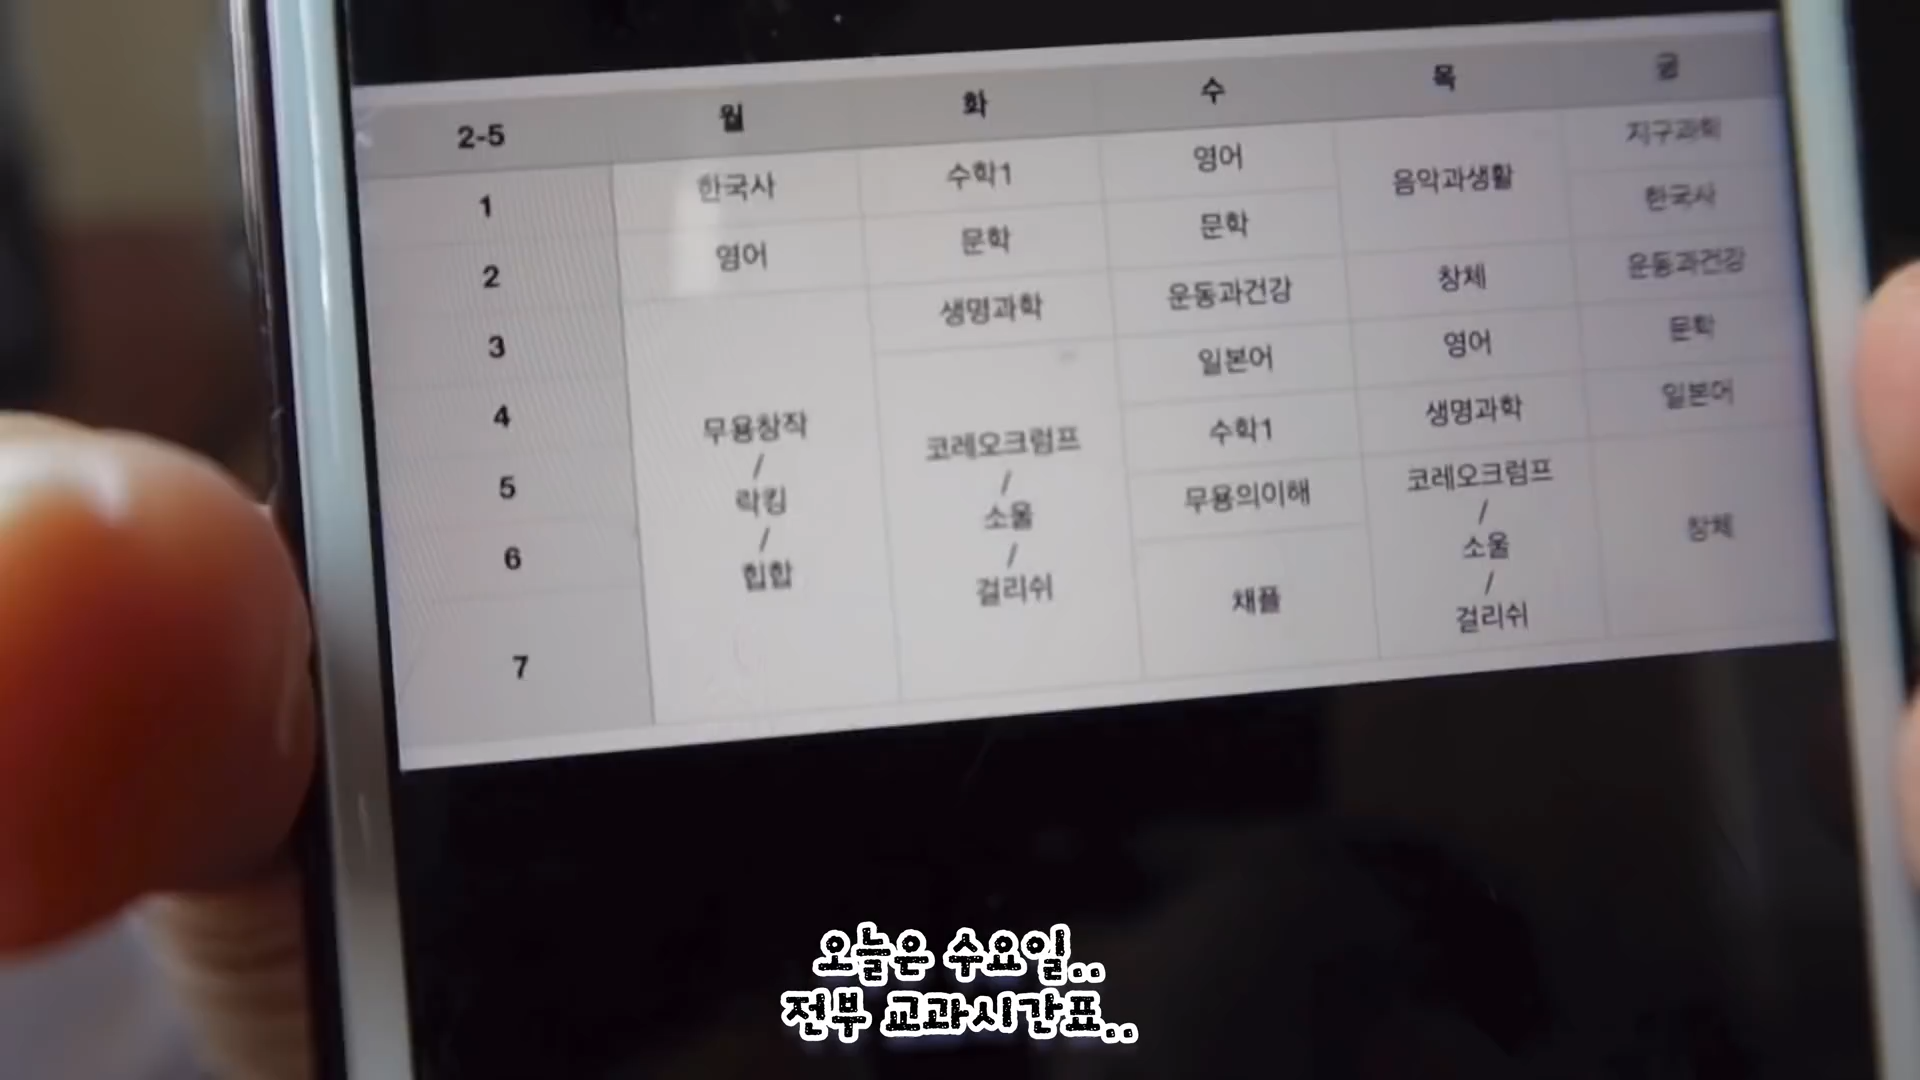 2-5 월 화 수 목 금
1 한국사 수학1 영어 음악과생활 지구과학
2 영어 문학 문학 한국사
3 생명과학 운동과건강 창체 운동과건강
4 일본어 영어 문학
무용창작 코레오크럼프 수학1 생명과학 일본어
/
5 락킹 / 소울 무용의이해 코레오크럼프
/
6 힙합 / 걸리쉬 채플 / 소울 창체
/
7 걸리쉬
오늘은 수요일..
전부 교과시간표..